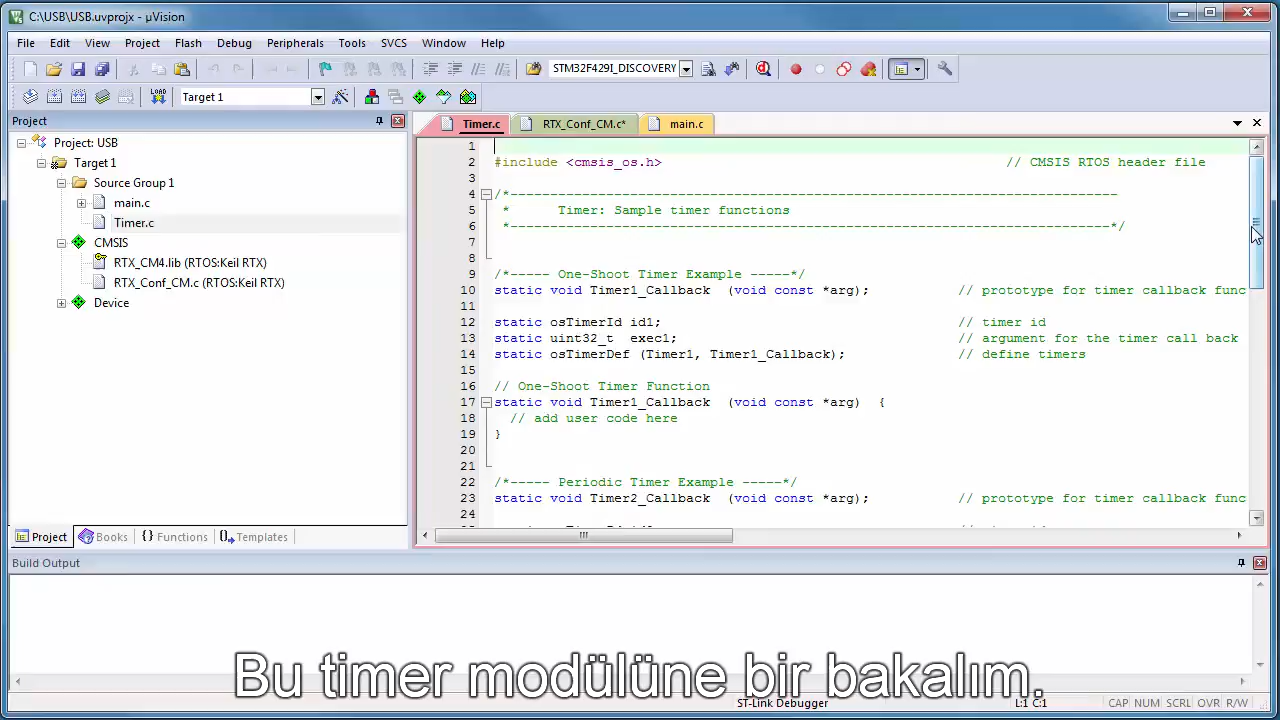 C:\USB\USB.uvprojx - µVision
File Edit View Project Flash Debug Peripherals Tools SVCS Window Help
STM32F429I_DISCOVERY
LOAD Target 1
Project
Timer.c RTX_Conf_CM.c* main.c
Project: USB
Target 1
Source Group 1
main.c
Timer.c
CMSIS
RTX_CM4.lib (RTOS:Keil RTX)
RTX_Conf_CM.c (RTOS:Keil RTX)
Device
1
2 #include <cmsis_os.h> // CMSIS RTOS header file
3
4 /*----------------------------------------------------------------------------
5 * Timer: Sample timer functions
6 *---------------------------------------------------------------------------*/
7
8
9 /*----- One-Shoot Timer Example -----*/
10 static void Timer1_Callback (void const *arg); // prototype for timer callback func
11
12 static osTimerId id1; // timer id
13 static uint32_t exec1; // argument for the timer call back
14 static osTimerDef (Timer1, Timer1_Callback); // define timers
15
16 // One-Shoot Timer Function
17 static void Timer1_Callback (void const *arg) {
18 // add user code here
19 }
20
21
22 /*----- Periodic Timer Example -----*/
23 static void Timer2_Callback (void const *arg); // prototype for timer callback func
24
Project Books {} Functions Templates
Build Output
Bu timer modülüne bir bakalım.
ST-Link Debugger L:1 C:1 CAP NUM SCRL OVR R/W